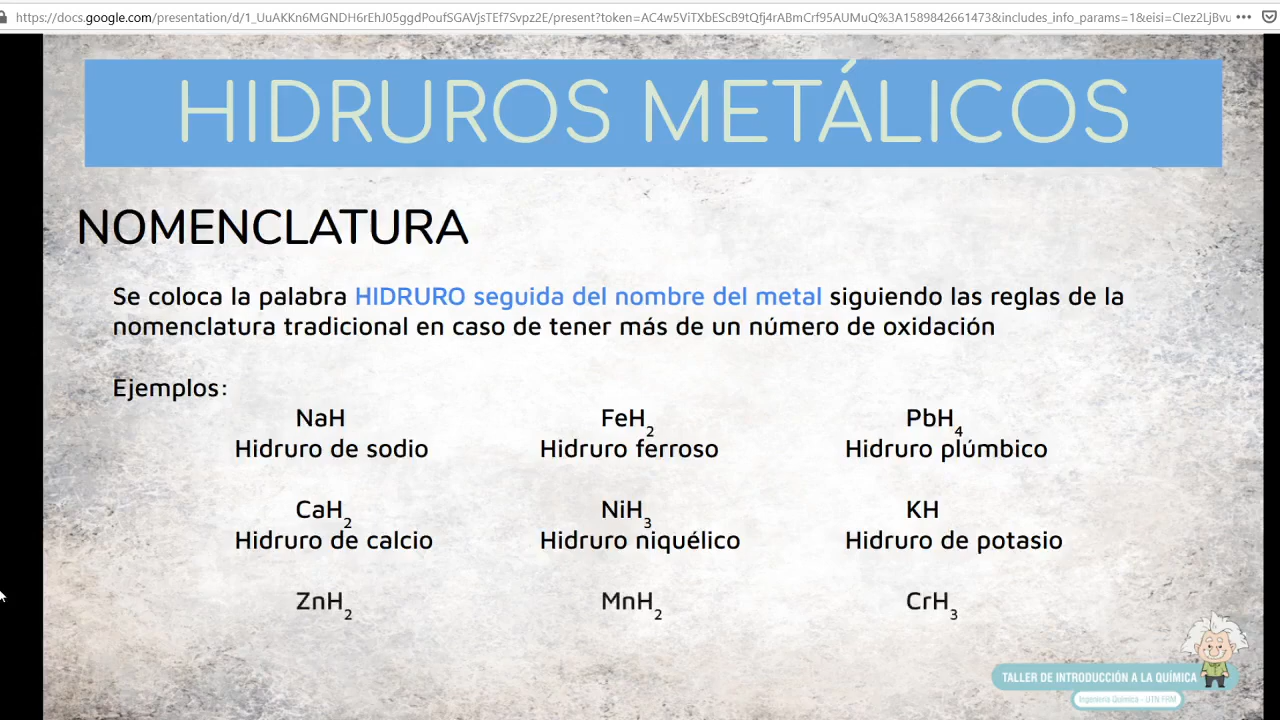 https://docs.google.com/presentation/d/1_UuAKKn6MGNDH6rEhJ05ggdPoufSGAVjsTEf7Svpz2E/present?token=AC4w5ViTXzEScB9tQfj4rABmCrf95AUMuQ%3A1589842661473&includes_info_params=1&eisi=CIez2LjBvu
HIDRUROS METÁLICOS
NOMENCLATURA
Se coloca la palabra HIDRURO seguida del nombre del metal siguiendo las reglas de la
nomenclatura tradicional en caso de tener más de un número de oxidación
Ejemplos:
NaH FeH₂ PbH₄
Hidruro de sodio Hidruro ferroso Hidruro plúmbico
CaH₂ NiH₃ KH
Hidruro de calcio Hidruro niquélico Hidruro de potasio
ZnH₂ MnH₂ CrH₃
TALLER DE INTRODUCCIÓN A LA QUÍMICA
Ingeniería Química - UTN FRM